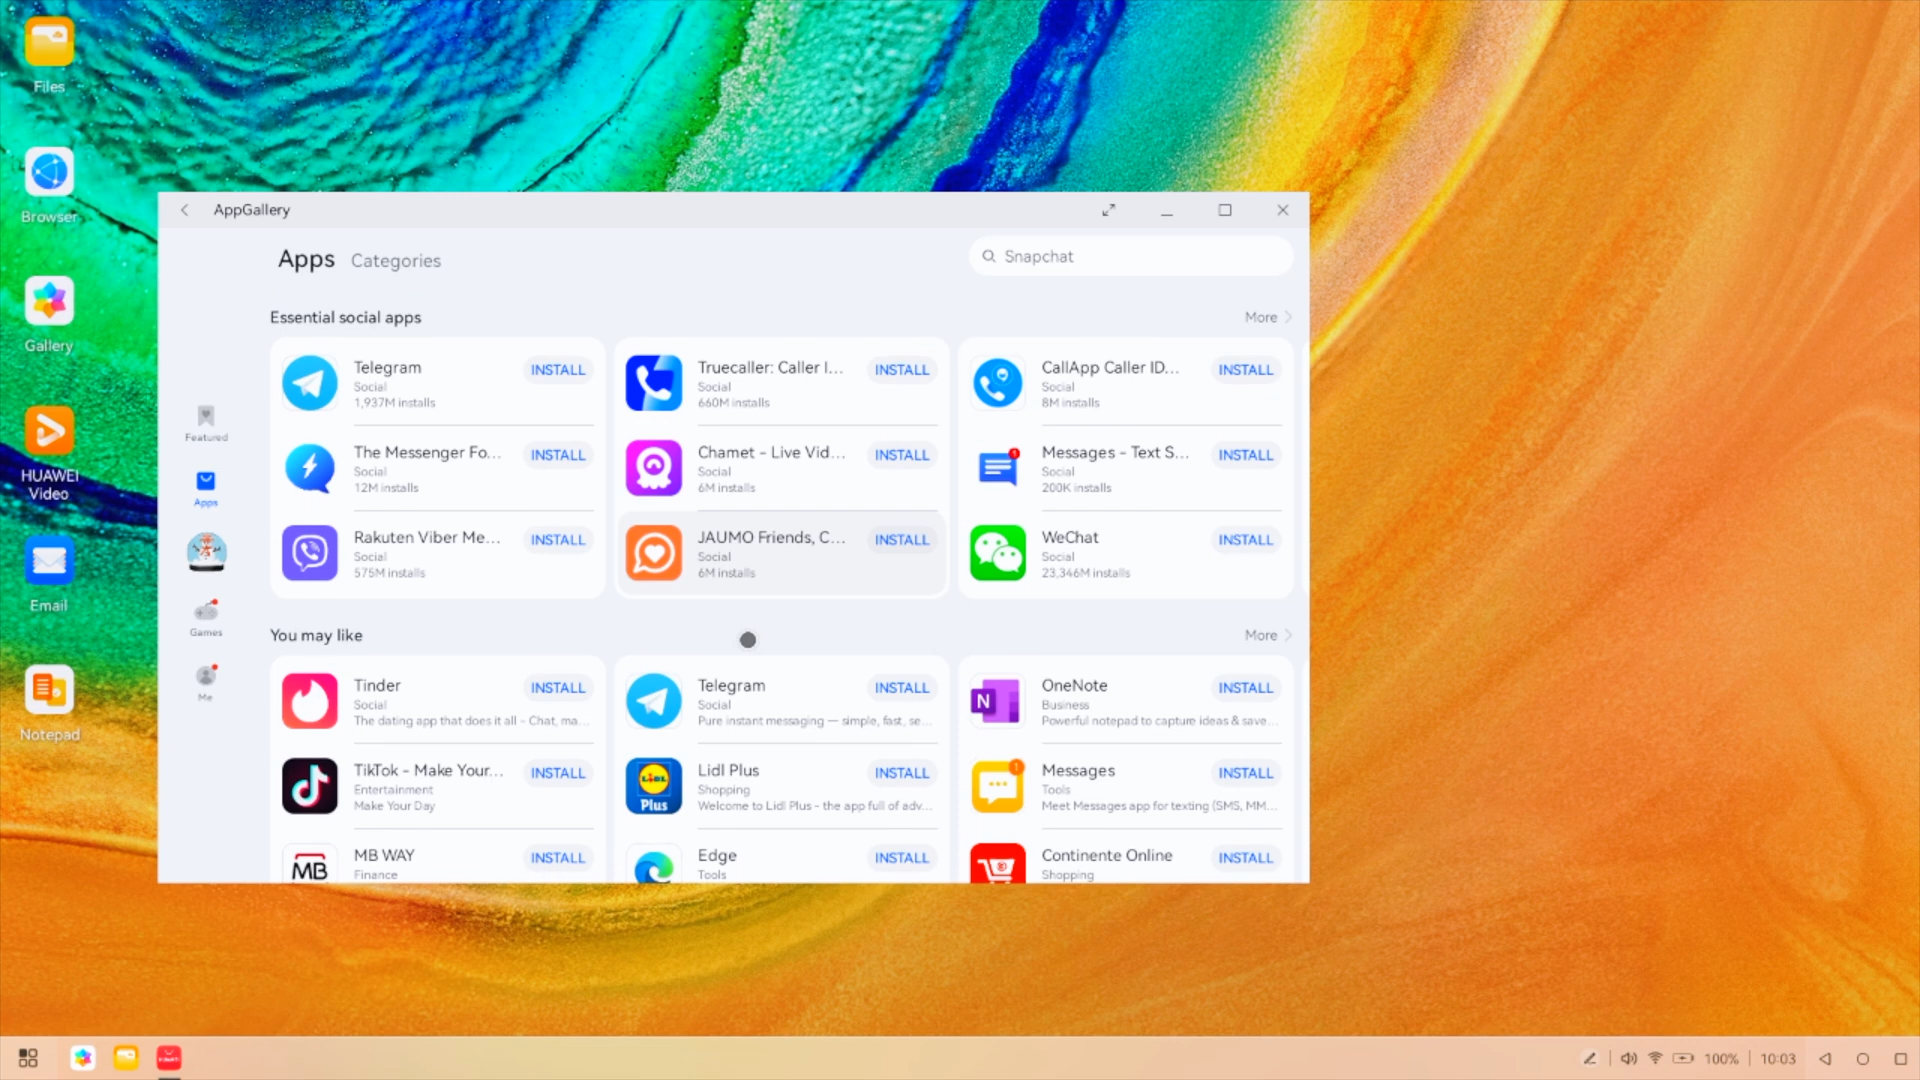 Files
Browser
Gallery
HUAWEI
Video
Email
Notepad
AppGallery
Apps
Categories
Snapchat
Featured
Apps
Games
Me
Essential social apps
More
Telegram
Social
1,937M installs
INSTALL
Truecaller: Caller I...
Social
660M installs
INSTALL
CallApp Caller ID...
Social
8M installs
INSTALL
The Messenger Fo...
Social
12M installs
INSTALL
Chamet - Live Vid...
Social
6M installs
INSTALL
Messages - Text S...
Social
200K installs
INSTALL
Rakuten Viber Me...
Social
575M installs
INSTALL
JAUMO Friends, C...
Social
6M installs
INSTALL
WeChat
Social
23,346M installs
INSTALL
You may like
More
Tinder
Social
The dating app that does it all - Chat, ma...
INSTALL
Telegram
Social
Pure instant messaging — simple, fast, se...
INSTALL
N
OneNote
Business
Powerful notepad to capture ideas & save...
INSTALL
TikTok - Make Your...
Entertainment
Make Your Day
INSTALL
LIDL
Plus
Lidl Plus
Shopping
Welcome to Lidl Plus - the app full of adv...
INSTALL
Messages
Tools
Meet Messages app for texting (SMS, MM...
INSTALL
MB
MB WAY
Finance
INSTALL
Edge
Tools
INSTALL
Continente Online
Shopping
INSTALL
100%
10:03